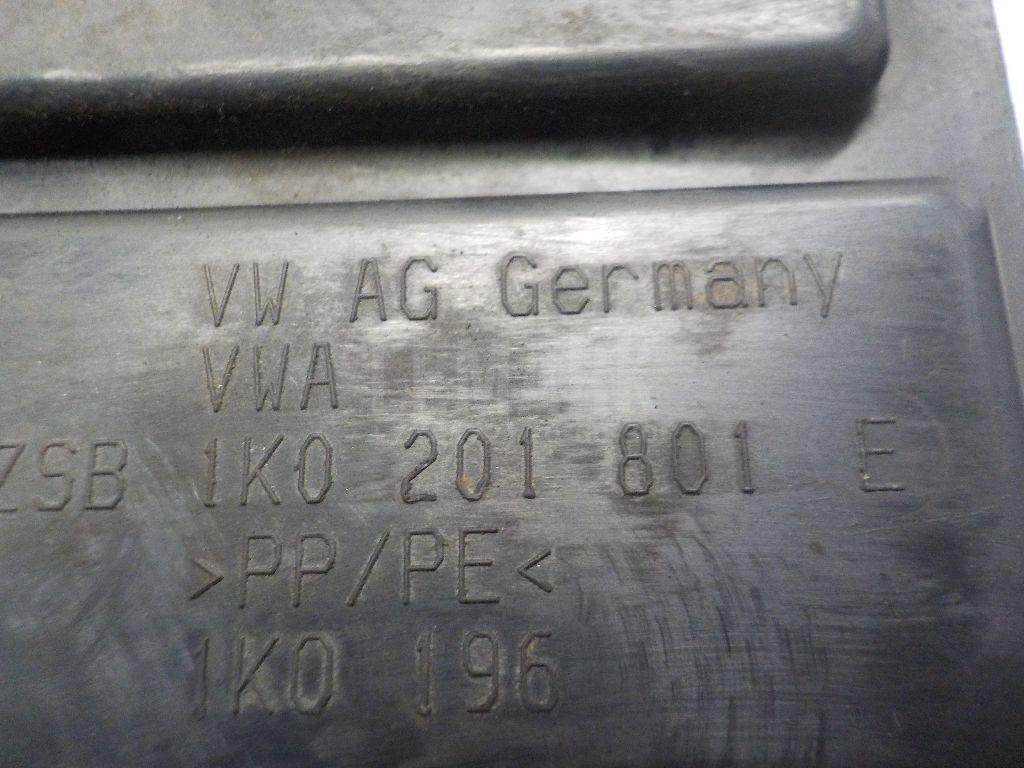 VW AG Germany
VWA
ZSB 1K0 201 801 E
>PP/PE<
1K0 196